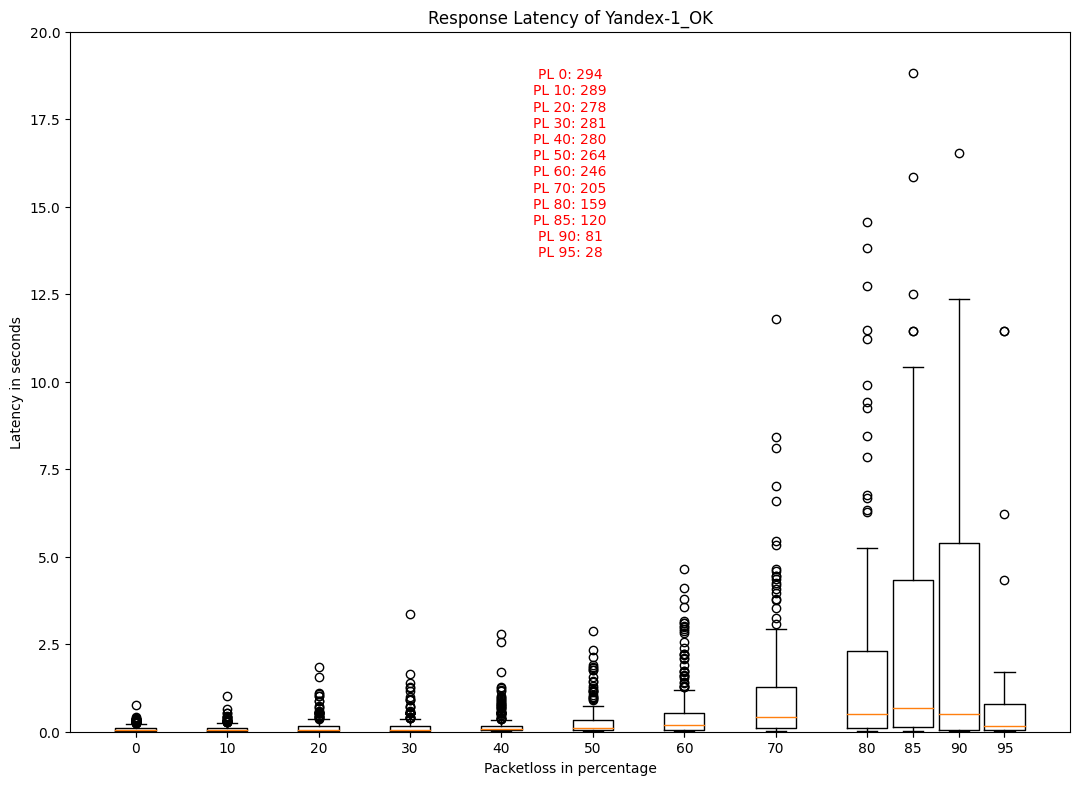 Response Latency of Yandex-1_OK
20.0
17.5
15.0
12.5
10.0
7.5
5.0
2.5
0.0
Latency in seconds
PL 0: 294
PL 10: 289
PL 20: 278
PL 30: 281
PL 40: 280
PL 50: 264
PL 60: 246
PL 70: 205
PL 80: 159
PL 85: 120
PL 90: 81
PL 95: 28
0 10 20 30 40 50 60 70 80 85 90 95
Packetloss in percentage